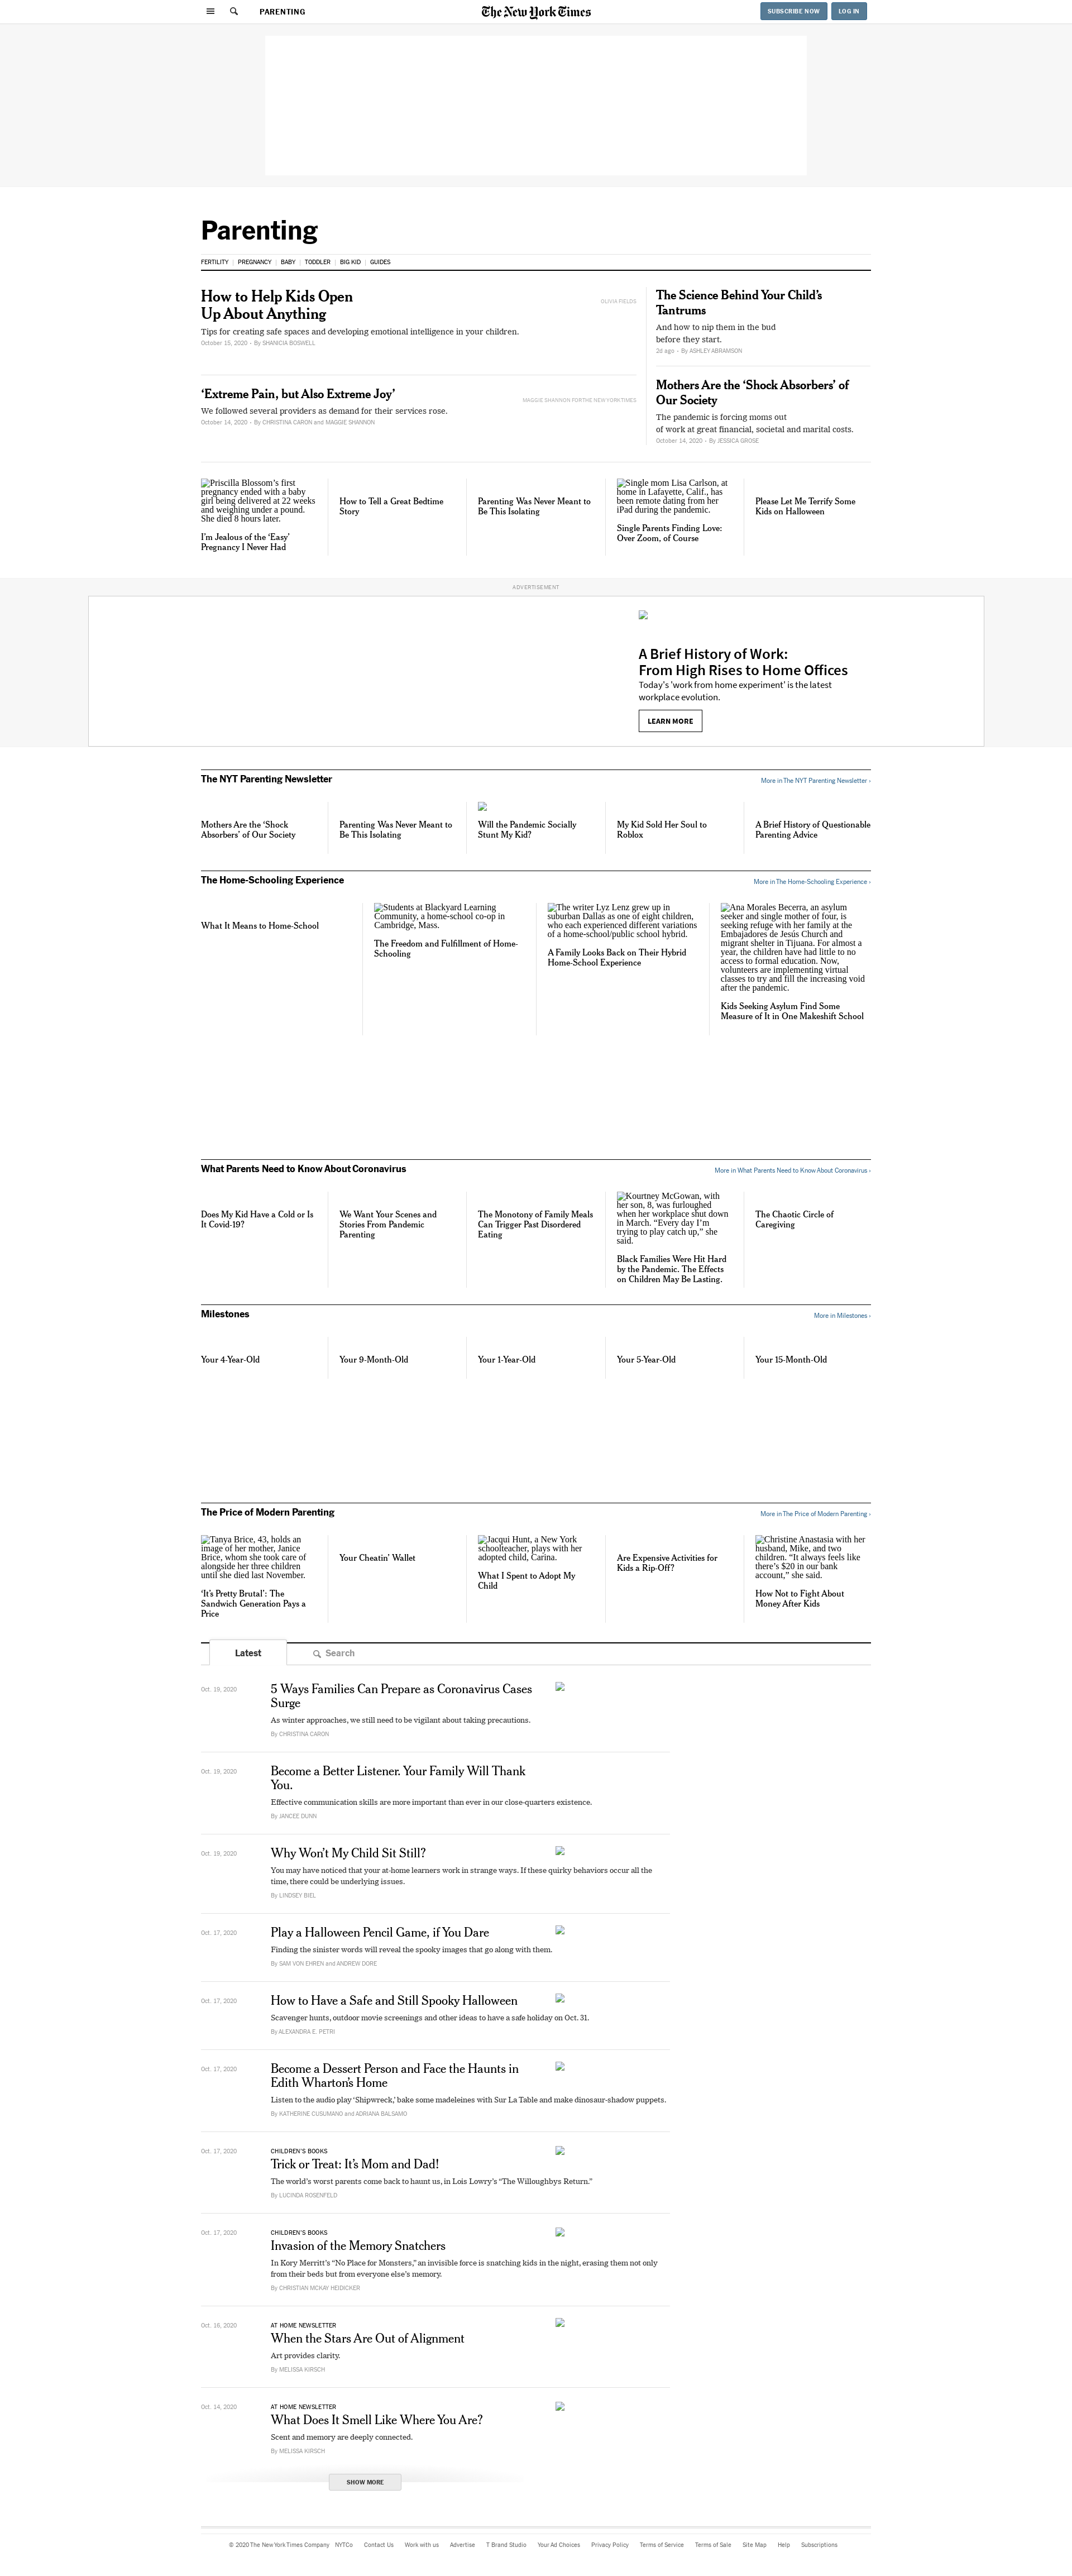 PARENTING
The New York Times
SUBSCRIBE NOW
LOG IN
Parenting
FERTILITY
PREGNANCY
BABY
TODDLER
BIG KID
GUIDES
How to Help Kids Open
Up About Anything
OLIVIA FIELDS
Tips for creating safe spaces and developing emotional intelligence in your children.
October 15, 2020 • By SHANICIA BOSWELL
‘Extreme Pain, but Also Extreme Joy’
MAGGIE SHANNON FOR THE NEW YORK TIMES
We followed several providers as demand for their services rose.
October 14, 2020 • By CHRISTINA CARON and MAGGIE SHANNON
The Science Behind Your Child’s
Tantrums
And how to nip them in the bud
before they start.
2d ago • By ASHLEY ABRAMSON
Mothers Are the ‘Shock Absorbers’ of
Our Society
The pandemic is forcing moms out
of work at great financial, societal and marital costs.
October 14, 2020 • By JESSICA GROSE
Priscilla Blossom’s first
pregnancy ended with a baby
girl being delivered at 22 weeks
and weighing under a pound.
She died 8 hours later.
I’m Jealous of the ‘Easy’
Pregnancy I Never Had
How to Tell a Great Bedtime
Story
Parenting Was Never Meant to
Be This Isolating
Single mom Lisa Carlson, at
home in Lafayette, Calif., has
been remote dating from her
iPad during the pandemic.
Single Parents Finding Love:
Over Zoom, of Course
Please Let Me Terrify Some
Kids on Halloween
ADVERTISEMENT
A Brief History of Work:
From High Rises to Home Offices
Today's 'work from home experiment' is the latest
workplace evolution.
LEARN MORE
The NYT Parenting Newsletter
More in The NYT Parenting Newsletter ›
Mothers Are the ‘Shock
Absorbers’ of Our Society
Parenting Was Never Meant to
Be This Isolating
Will the Pandemic Socially
Stunt My Kid?
My Kid Sold Her Soul to
Roblox
A Brief History of Questionable
Parenting Advice
The Home-Schooling Experience
More in The Home-Schooling Experience ›
What It Means to Home-School
Students at Blackyard Learning
Community, a home-school co-op in
Cambridge, Mass.
The Freedom and Fulfillment of Home-
Schooling
The writer Lyz Lenz grew up in
suburban Dallas as one of eight children,
who each experienced different variations
of a home-school/public school hybrid.
A Family Looks Back on Their Hybrid
Home-School Experience
Ana Morales Becerra, an asylum
seeker and single mother of four, is
seeking refuge with her family at the
Embajadores de Jesús Church and
migrant shelter in Tijuana. For almost a
year, the children have had little to no
access to formal education. Now,
volunteers are implementing virtual
classes to try and fill the increasing void
after the pandemic.
Kids Seeking Asylum Find Some
Measure of It in One Makeshift School
What Parents Need to Know About Coronavirus
More in What Parents Need to Know About Coronavirus ›
Does My Kid Have a Cold or Is
It Covid-19?
We Want Your Scenes and
Stories From Pandemic
Parenting
The Monotony of Family Meals
Can Trigger Past Disordered
Eating
Kourtney McGowan, with
her son, 8, was furloughed
when her workplace shut down
in March. “Every day I’m
trying to play catch up,” she
said.
Black Families Were Hit Hard
by the Pandemic. The Effects
on Children May Be Lasting.
The Chaotic Circle of
Caregiving
Milestones
More in Milestones ›
Your 4-Year-Old
Your 9-Month-Old
Your 1-Year-Old
Your 5-Year-Old
Your 15-Month-Old
The Price of Modern Parenting
More in The Price of Modern Parenting ›
Tanya Brice, 43, holds an
image of her mother, Janice
Brice, whom she took care of
alongside her three children
until she died last November.
‘It’s Pretty Brutal’: The
Sandwich Generation Pays a
Price
Your Cheatin’ Wallet
Jacqui Hunt, a New York
schoolteacher, plays with her
adopted child, Carina.
What I Spent to Adopt My
Child
Are Expensive Activities for
Kids a Rip-Off?
Christine Anastasia with her
husband, Mike, and two
children. “It always feels like
there’s $20 in our bank
account,” she said.
How Not to Fight About
Money After Kids
Latest
Search
Oct. 19, 2020
5 Ways Families Can Prepare as Coronavirus Cases
Surge
As winter approaches, we still need to be vigilant about taking precautions.
By CHRISTINA CARON
Oct. 19, 2020
Become a Better Listener. Your Family Will Thank
You.
Effective communication skills are more important than ever in our close-quarters existence.
By JANCEE DUNN
Oct. 19, 2020
Why Won’t My Child Sit Still?
You may have noticed that your at-home learners work in strange ways. If these quirky behaviors occur all the
time, there could be underlying issues.
By LINDSEY BIEL
Oct. 17, 2020
Play a Halloween Pencil Game, if You Dare
Finding the sinister words will reveal the spooky images that go along with them.
By SAM VON EHREN and ANDREW DORE
Oct. 17, 2020
How to Have a Safe and Still Spooky Halloween
Scavenger hunts, outdoor movie screenings and other ideas to have a safe holiday on Oct. 31.
By ALEXANDRA E. PETRI
Oct. 17, 2020
Become a Dessert Person and Face the Haunts in
Edith Wharton’s Home
Listen to the audio play ‘Shipwreck,’ bake some madeleines with Sur La Table and make dinosaur-shadow puppets.
By KATHERINE CUSUMANO and ADRIANA BALSAMO
Oct. 17, 2020
CHILDREN’S BOOKS
Trick or Treat: It’s Mom and Dad!
The world’s worst parents come back to haunt us, in Lois Lowry’s “The Willoughbys Return.”
By LUCINDA ROSENFELD
Oct. 17, 2020
CHILDREN’S BOOKS
Invasion of the Memory Snatchers
In Kory Merritt’s “No Place for Monsters,” an invisible force is snatching kids in the night, erasing them not only
from their beds but from everyone else’s memory.
By CHRISTIAN MCKAY HEIDICKER
Oct. 16, 2020
AT HOME NEWSLETTER
When the Stars Are Out of Alignment
Art provides clarity.
By MELISSA KIRSCH
Oct. 14, 2020
AT HOME NEWSLETTER
What Does It Smell Like Where You Are?
Scent and memory are deeply connected.
By MELISSA KIRSCH
SHOW MORE
© 2020 The New York Times Company
NYTCo
Contact Us
Work with us
Advertise
T Brand Studio
Your Ad Choices
Privacy Policy
Terms of Service
Terms of Sale
Site Map
Help
Subscriptions